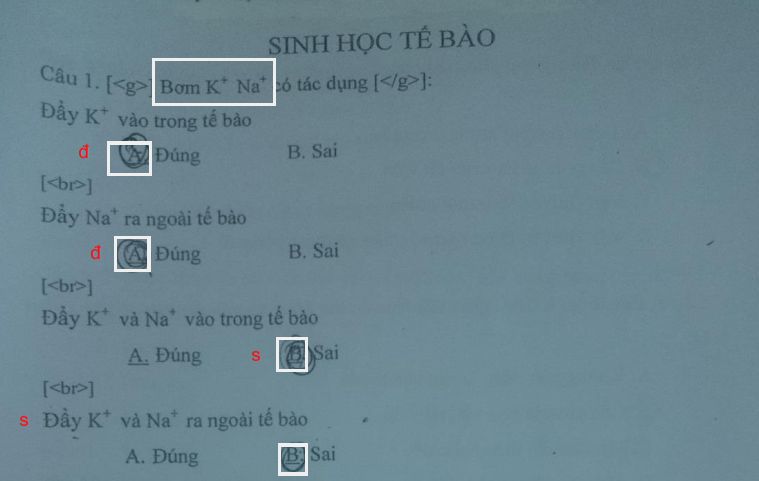 SINH HỌC TẾ BÀO
Câu 1. [<g>] Bơm K⁺ Na⁺ có tác dụng [</g>]:
Đẩy K⁺ vào trong tế bào
đ A. Đúng B. Sai
[<br>]
Đẩy Na⁺ ra ngoài tế bào
đ A. Đúng B. Sai
[<br>]
Đẩy K⁺ và Na⁺ vào trong tế bào
A. Đúng s B. Sai
[<br>]
s Đẩy K⁺ và Na⁺ ra ngoài tế bào
A. Đúng B. Sai